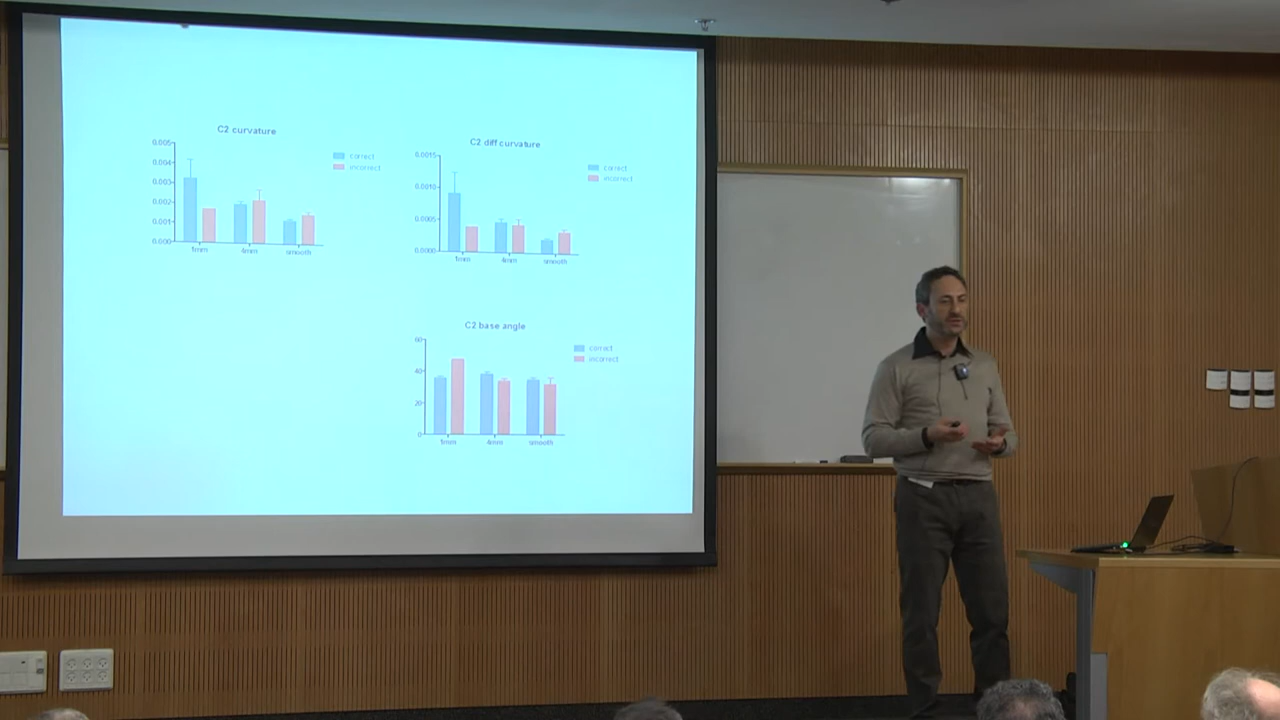 C2 curvature
0.005
0.004
0.003
0.002
0.001
0.000
1mm
4mm
smooth
correct
incorrect
C2 diff curvature
0.0015
0.0010
0.0005
0.0000
1mm
4mm
smooth
correct
incorrect
C2 base angle
60
40
20
0
1mm
4mm
smooth
correct
incorrect